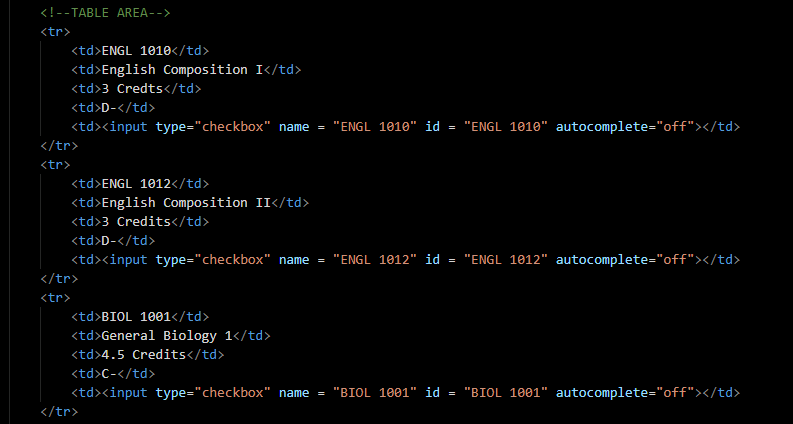 <!--TABLE AREA-->
<tr>
<td>ENGL 1010</td>
<td>English Composition I</td>
<td>3 Credts</td>
<td>D-</td>
<td><input type="checkbox" name = "ENGL 1010" id = "ENGL 1010" autocomplete="off"></td>
</tr>
<tr>
<td>ENGL 1012</td>
<td>English Composition II</td>
<td>3 Credits</td>
<td>D-</td>
<td><input type="checkbox" name = "ENGL 1012" id = "ENGL 1012" autocomplete="off"></td>
</tr>
<tr>
<td>BIOL 1001</td>
<td>General Biology 1</td>
<td>4.5 Credits</td>
<td>C-</td>
<td><input type="checkbox" name = "BIOL 1001" id = "BIOL 1001" autocomplete="off"></td>
</tr>